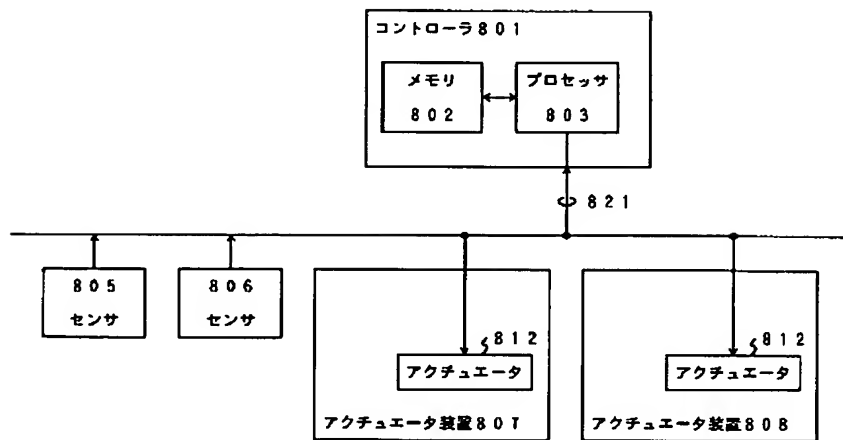 コントローラ801
メモリ
802
プロセッサ
803
821
805
センサ
806
センサ
812
アクチュエータ
アクチュエータ装置807
812
アクチュエータ
アクチュエータ装置808